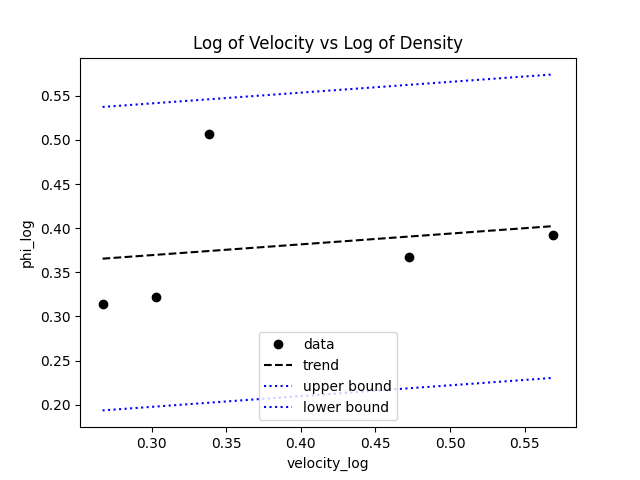 Log of Velocity vs Log of Density
0.55
0.50
0.45
0.40
0.35
0.30
0.25
0.20
phi_log
data
trend
upper bound
lower bound
0.30 0.35 0.40 0.45 0.50 0.55
velocity_log